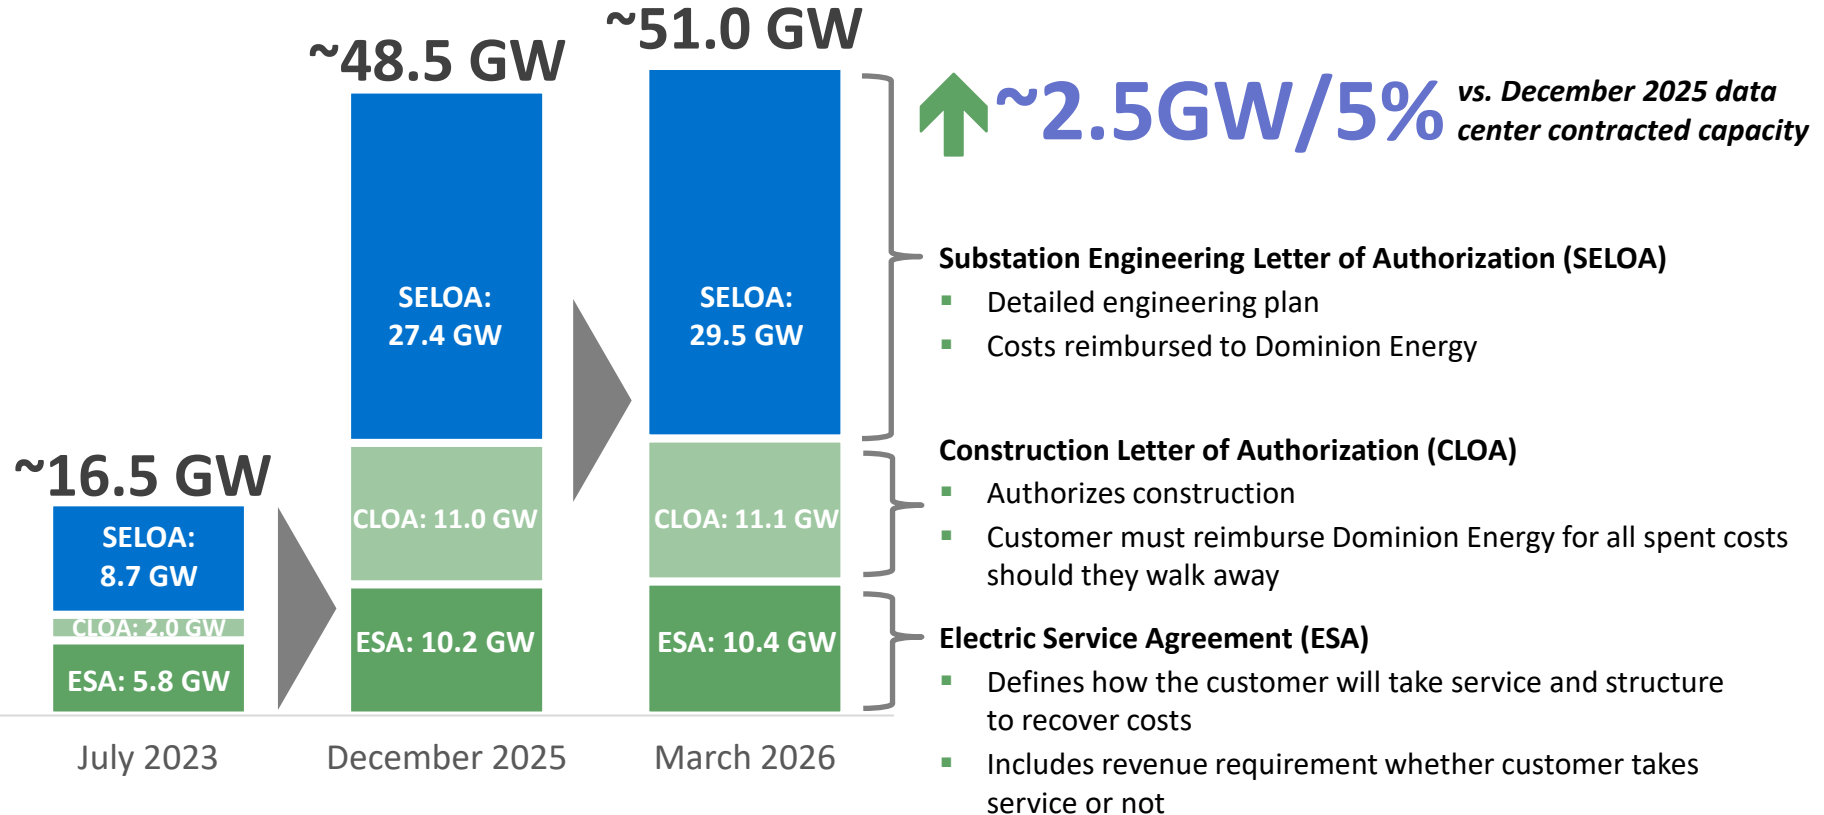 ~16.5 GW
SELOA:
8.7 GW
CLOA: 2.0 GW
ESA: 5.8 GW
July 2023
~48.5 GW
SELOA:
27.4 GW
CLOA: 11.0 GW
ESA: 10.2 GW
December 2025
~51.0 GW
SELOA:
29.5 GW
CLOA: 11.1 GW
ESA: 10.4 GW
March 2026
~2.5GW/5%
vs. December 2025 data
center contracted capacity
Substation Engineering Letter of Authorization (SELOA)
▪ Detailed engineering plan
▪ Costs reimbursed to Dominion Energy
Construction Letter of Authorization (CLOA)
▪ Authorizes construction
▪ Customer must reimburse Dominion Energy for all spent costs
should they walk away
Electric Service Agreement (ESA)
▪ Defines how the customer will take service and structure
to recover costs
▪ Includes revenue requirement whether customer takes
service or not